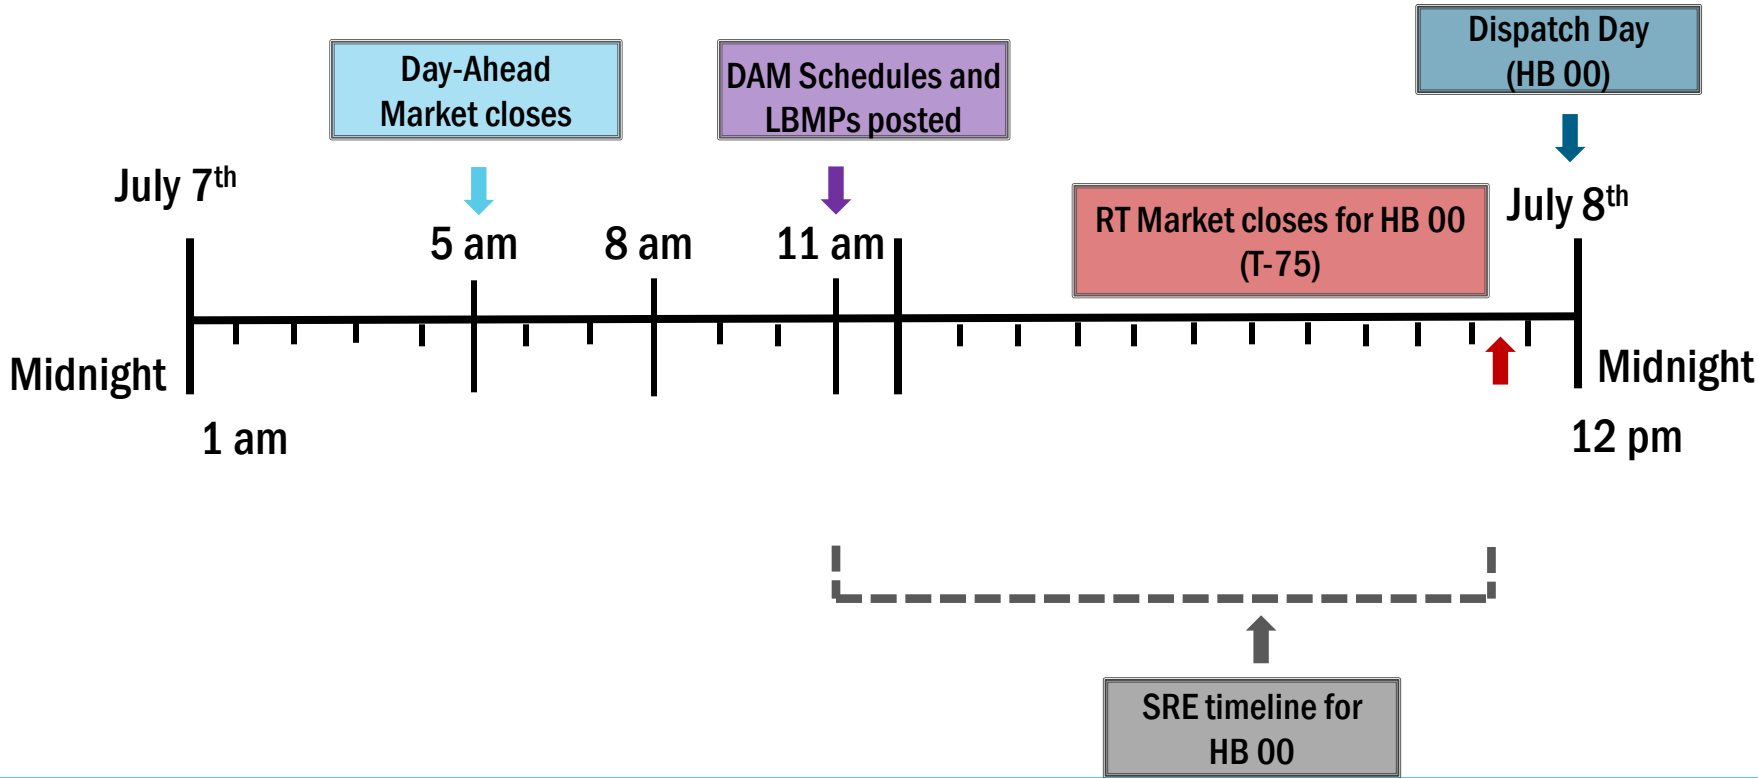 Dispatch Day
(HB 00)
Day-Ahead
Market closes
DAM Schedules and
LBMPs posted
July 7th
RT Market closes for HB 00
(T-75)
July 8th
5 am
8 am
11 am
Midnight
Midnight
1 am
12 pm
SRE timeline for
HB 00